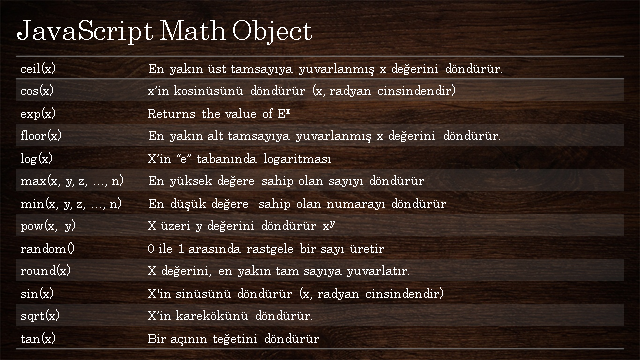 JavaScript Math Object
ceil(x) En yakın üst tamsayıya yuvarlanmış x değerini döndürür.
cos(x) x'in kosinüsünü döndürür (x, radyan cinsindendir)
exp(x) Returns the value of Eˣ
floor(x) En yakın alt tamsayıya yuvarlanmış x değerini döndürür.
log(x) X'in "e" tabanında logaritması
max(x, y, z, ..., n) En yüksek değere sahip olan sayıyı döndürür
min(x, y, z, ..., n) En düşük değere sahip olan numarayı döndürür
pow(x, y) X üzeri y değerini döndürür xʸ
random() 0 ile 1 arasında rastgele bir sayı üretir
round(x) X değerini, en yakın tam sayıya yuvarlatır.
sin(x) X'in sinüsünü döndürür (x, radyan cinsindendir)
sqrt(x) X'in karekökünü döndürür.
tan(x) Bir açının teğetini döndürür